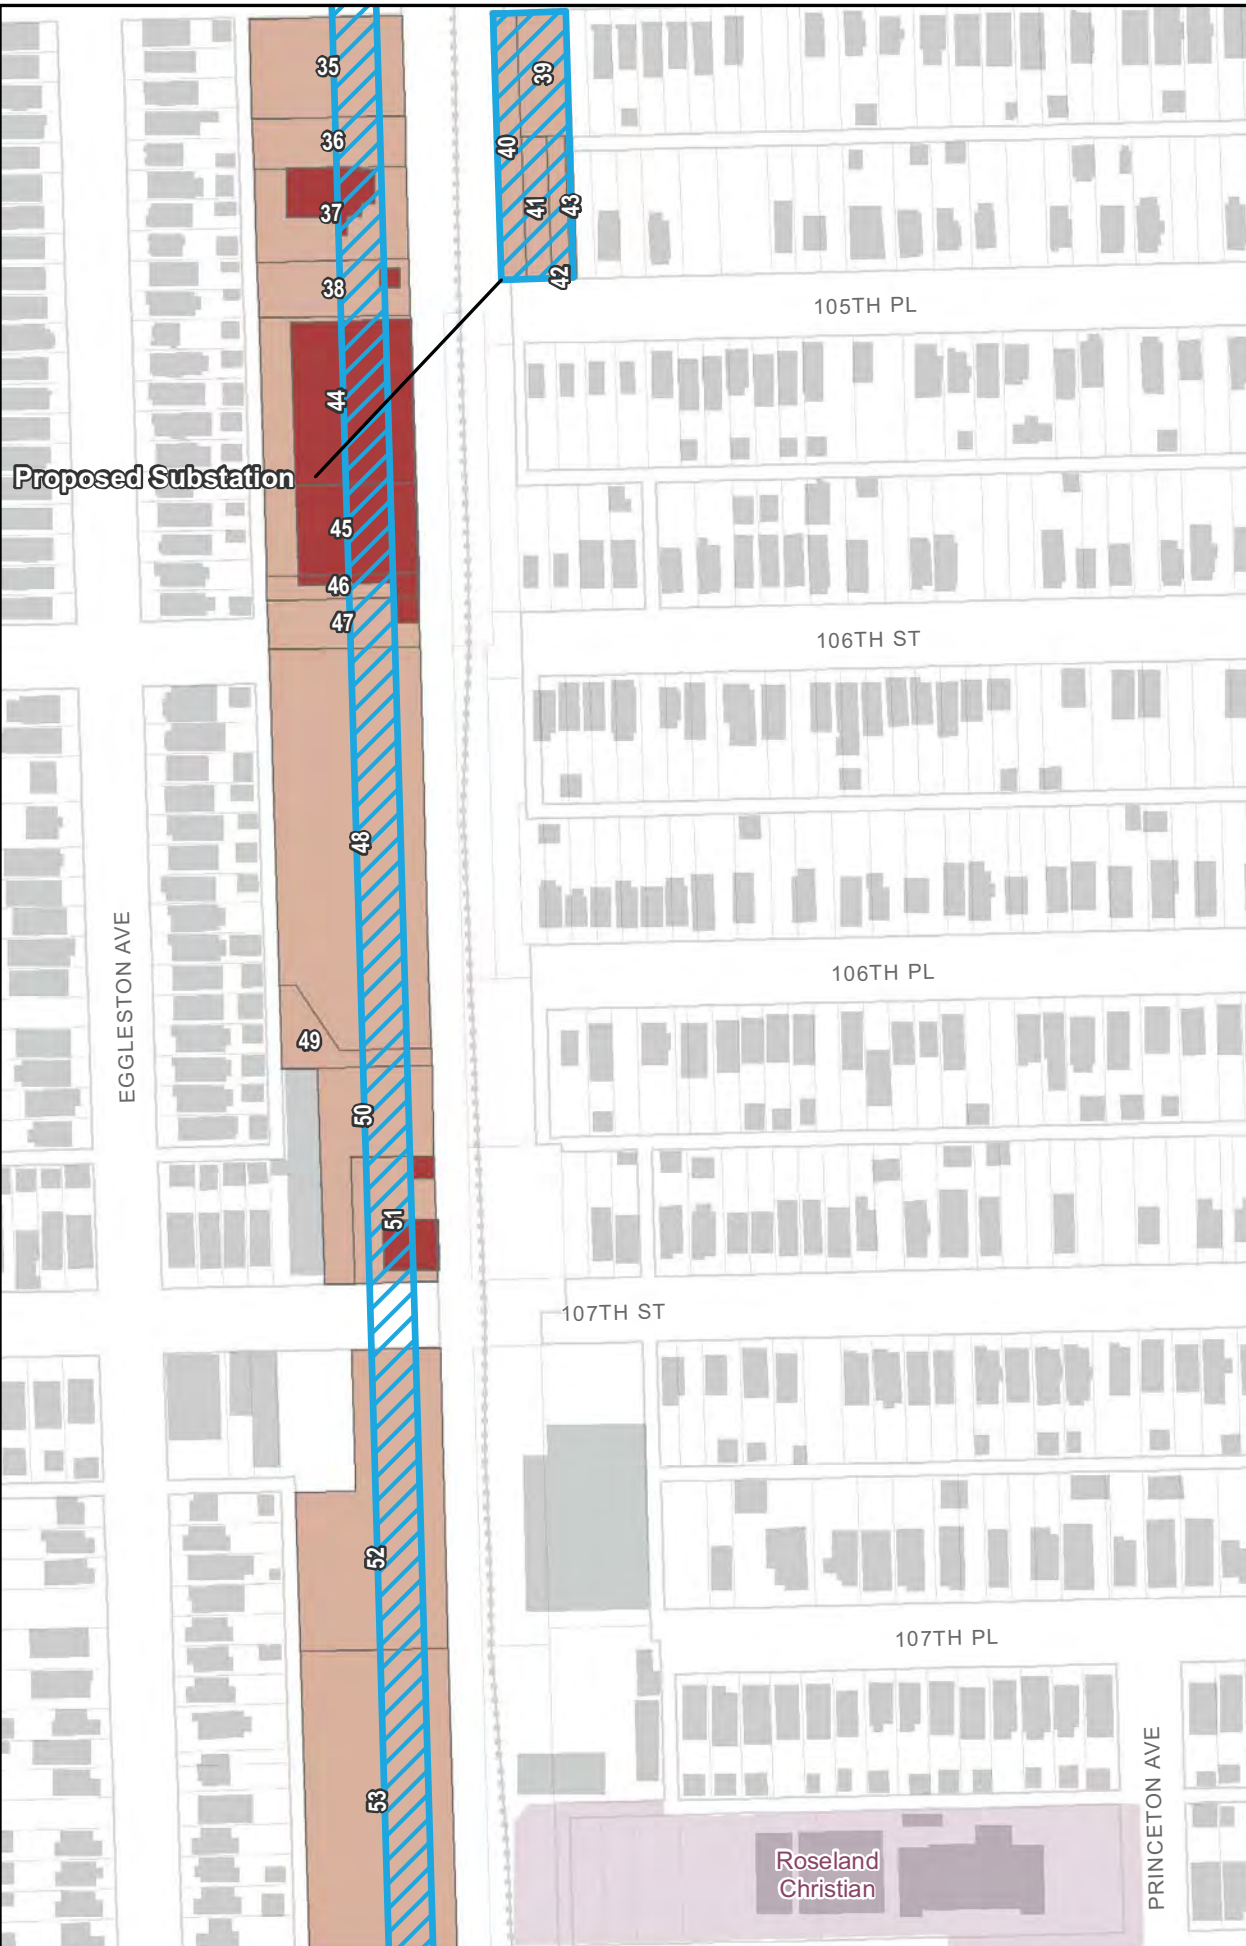 35
39
36
40
37
41
43
38
42
105TH PL
44
Proposed Substation
45
46
47
106TH ST
48
EGGLESTON AVE
106TH PL
49
50
51
107TH ST
52
107TH PL
53
PRINCETON AVE
Roseland
Christian